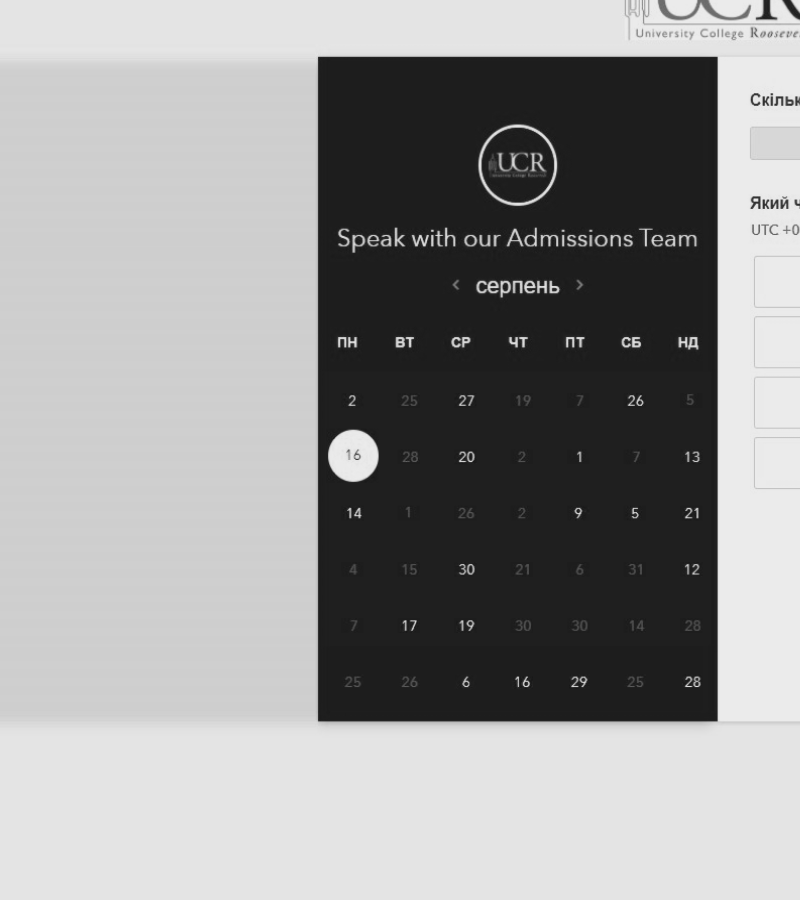 UCR
University College Roosevel
Скільк
UCR
Speak with our Admissions Team
Який ч
< серпень >
UTC +0
ПН ВТ СР ЧТ ПТ СБ НД
2 25 27 19 7 26 5
16 28 20 2 1 7 13
14 1 26 2 9 5 21
4 15 30 21 6 31 12
7 17 19 30 30 14 28
25 26 6 16 29 25 28